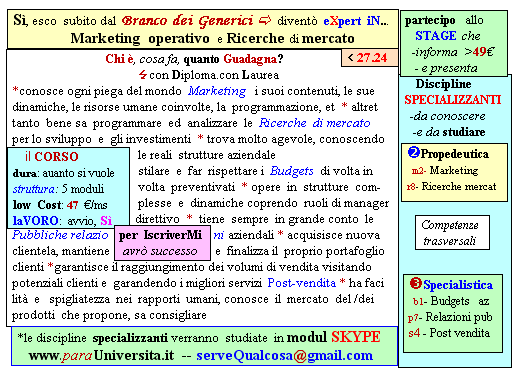 Sì, esco subito dal Branco dei Generici ➪ diventò eXpert iN...
Marketing operativo e Ricerche di mercato
Chi è, cosa fa, quanto Guadagna?
< 27.24
con Diploma.con Laurea
*conosce ogni piega del mondo Marketing i suoi contenuti, le sue
dinamiche, le risorse umane coinvolte, la programmazione, et * altret
tanto bene sa programmare ed analizzare le Ricerche di mercato
per lo sviluppo e gli investimenti * trova molto agevole, conoscendo
le reali strutture aziendale
stilare e far rispettare i Budgets di volta in
volta preventivati * opere in strutture com-
plesse e dinamiche coprendo ruoli di manager
direttivo * tiene sempre in grande conto le
Pubbliche relazio ni aziendali * acquisisce nuova
clientela, mantiene e finalizza il proprio portafoglio
clienti *garantisce il raggiungimento dei volumi di vendita visitando
potenziali clienti e garandendo i migliori servizi Post-vendita * ha faci
lità e spigliatezza nei rapporti umani, conosce il mercato del /dei
prodotti che propone, sa consigliare
il CORSO
dura: quanto si vuole
struttura: 5 moduli
low Cost: 47 €/ms
laVORO: avvio, Sì
per IscriverMi
avrò successo
*le discipline specializzanti verranno studiate in modul SKYPE
www.paraUniversita.it -- serveQualcosa@gmail.com
partecipo allo
STAGE che
-informa >49€
- e presenta
Discipline
SPECIALIZZANTI
-da conoscere
-e da studiare
❷Propedeutica
m2- Marketing
r8- Ricerche mercat
Competenze
trasversali
❸Specialistica
b1- Budgets az
p7- Relazioni pub
s4 - Post vendita